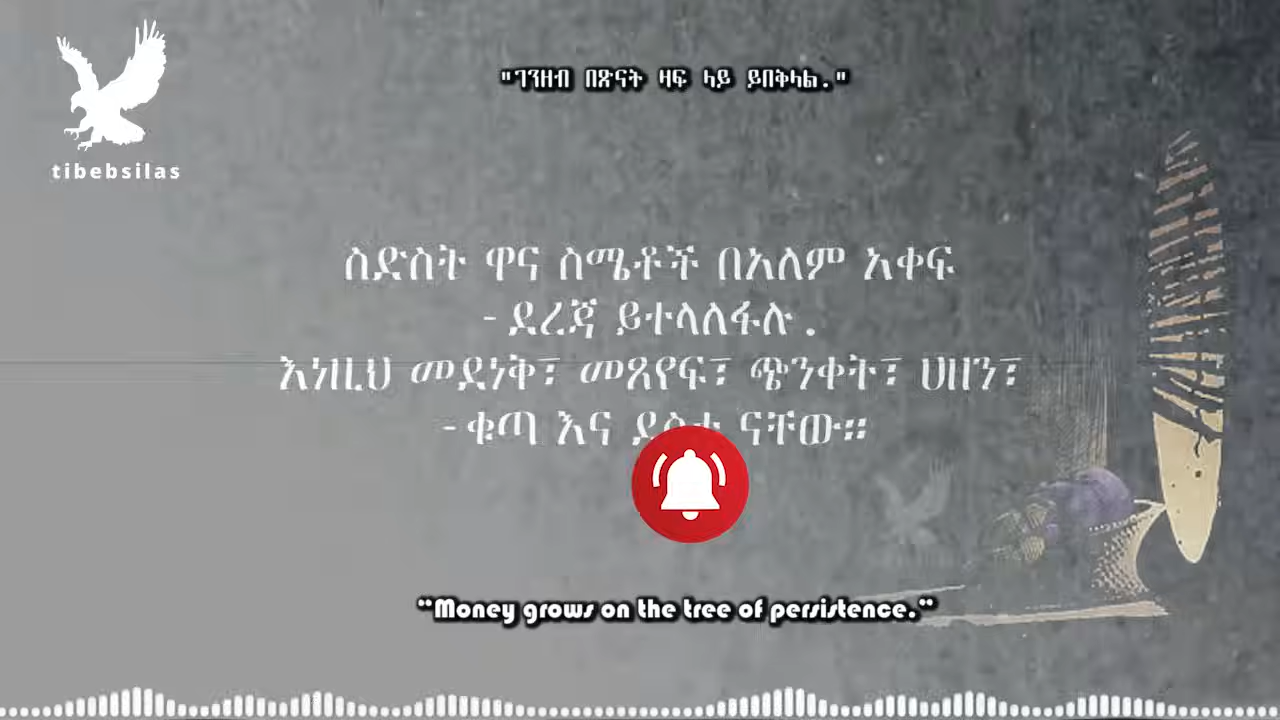 "ገንዘብ በጽናት ዛፍ ላይ ይበቅላል."
tibebsilas
ስድስት ዋና ስሜቶች በአለም አቀፍ
-ደረጃ ይተላለፋሉ.
እነዚህ መደነቅ፣ መጸየፍ፣ ጭንቀት፣ ሀዘን፣
-ቁጣ እና ናቸው።
“Money grows on the tree of persistence.”